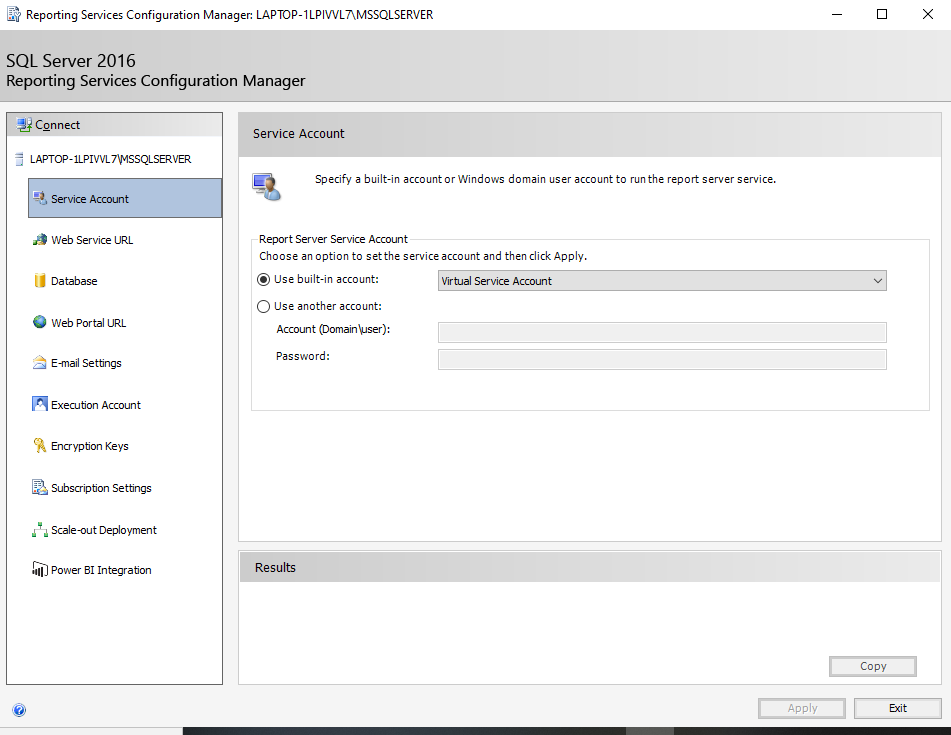 Reporting Services Configuration Manager: LAPTOP-1LPIVVL7\MSSQLSERVER
SQL Server 2016
Reporting Services Configuration Manager
Connect
LAPTOP-1LPIVVL7\MSSQLSERVER
Service Account
Web Service URL
Database
Web Portal URL
E-mail Settings
Execution Account
Encryption Keys
Subscription Settings
Scale-out Deployment
Power BI Integration
Service Account
Specify a built-in account or Windows domain user account to run the report server service.
Report Server Service Account
Choose an option to set the service account and then click Apply.
Use built-in account:
Virtual Service Account
Use another account:
Account (Domain\user):
Password:
Results
Copy
Apply
Exit